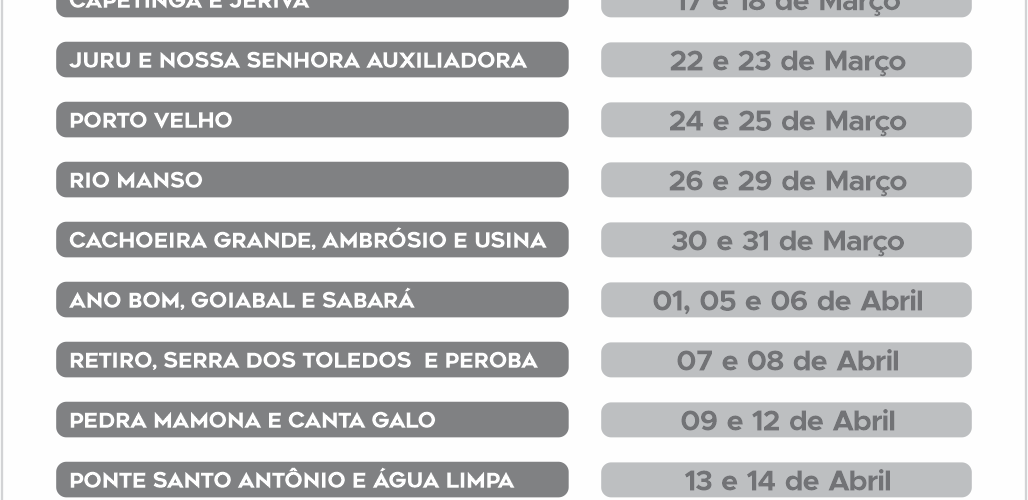 CAPETINGA E JERIVÁ 17 e 18 de Março
JURU E NOSSA SENHORA AUXILIADORA 22 e 23 de Março
PORTO VELHO 24 e 25 de Março
RIO MANSO 26 e 29 de Março
CACHOEIRA GRANDE, AMBRÓSIO E USINA 30 e 31 de Março
ANO BOM, GOIABAL E SABARÁ 01, 05 e 06 de Abril
RETIRO, SERRA DOS TOLEDOS E PEROBA 07 e 08 de Abril
PEDRA MAMONA E CANTA GALO 09 e 12 de Abril
PONTE SANTO ANTÔNIO E ÁGUA LIMPA 13 e 14 de Abril